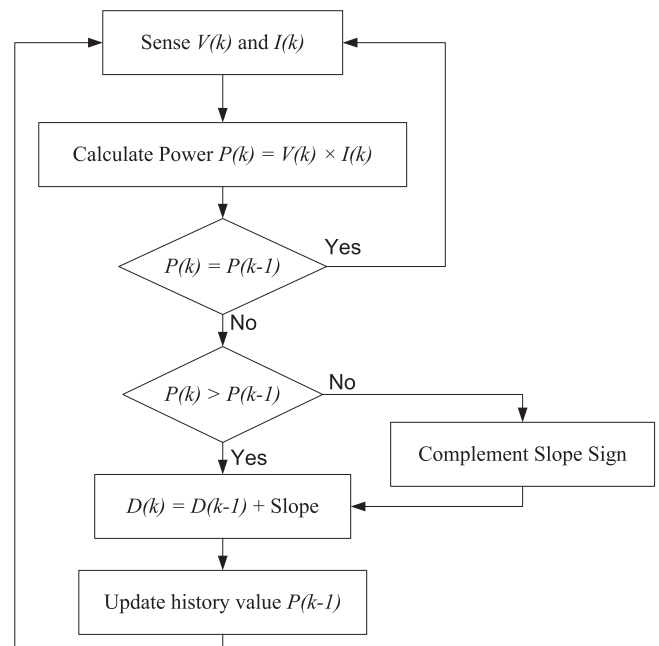 Sense V(k) and I(k)
Calculate Power P(k) = V(k) × I(k)
Yes
P(k) = P(k-1)
No
P(k) > P(k-1)
No
Complement Slope Sign
Yes
D(k) = D(k-1) + Slope
Update history value P(k-1)